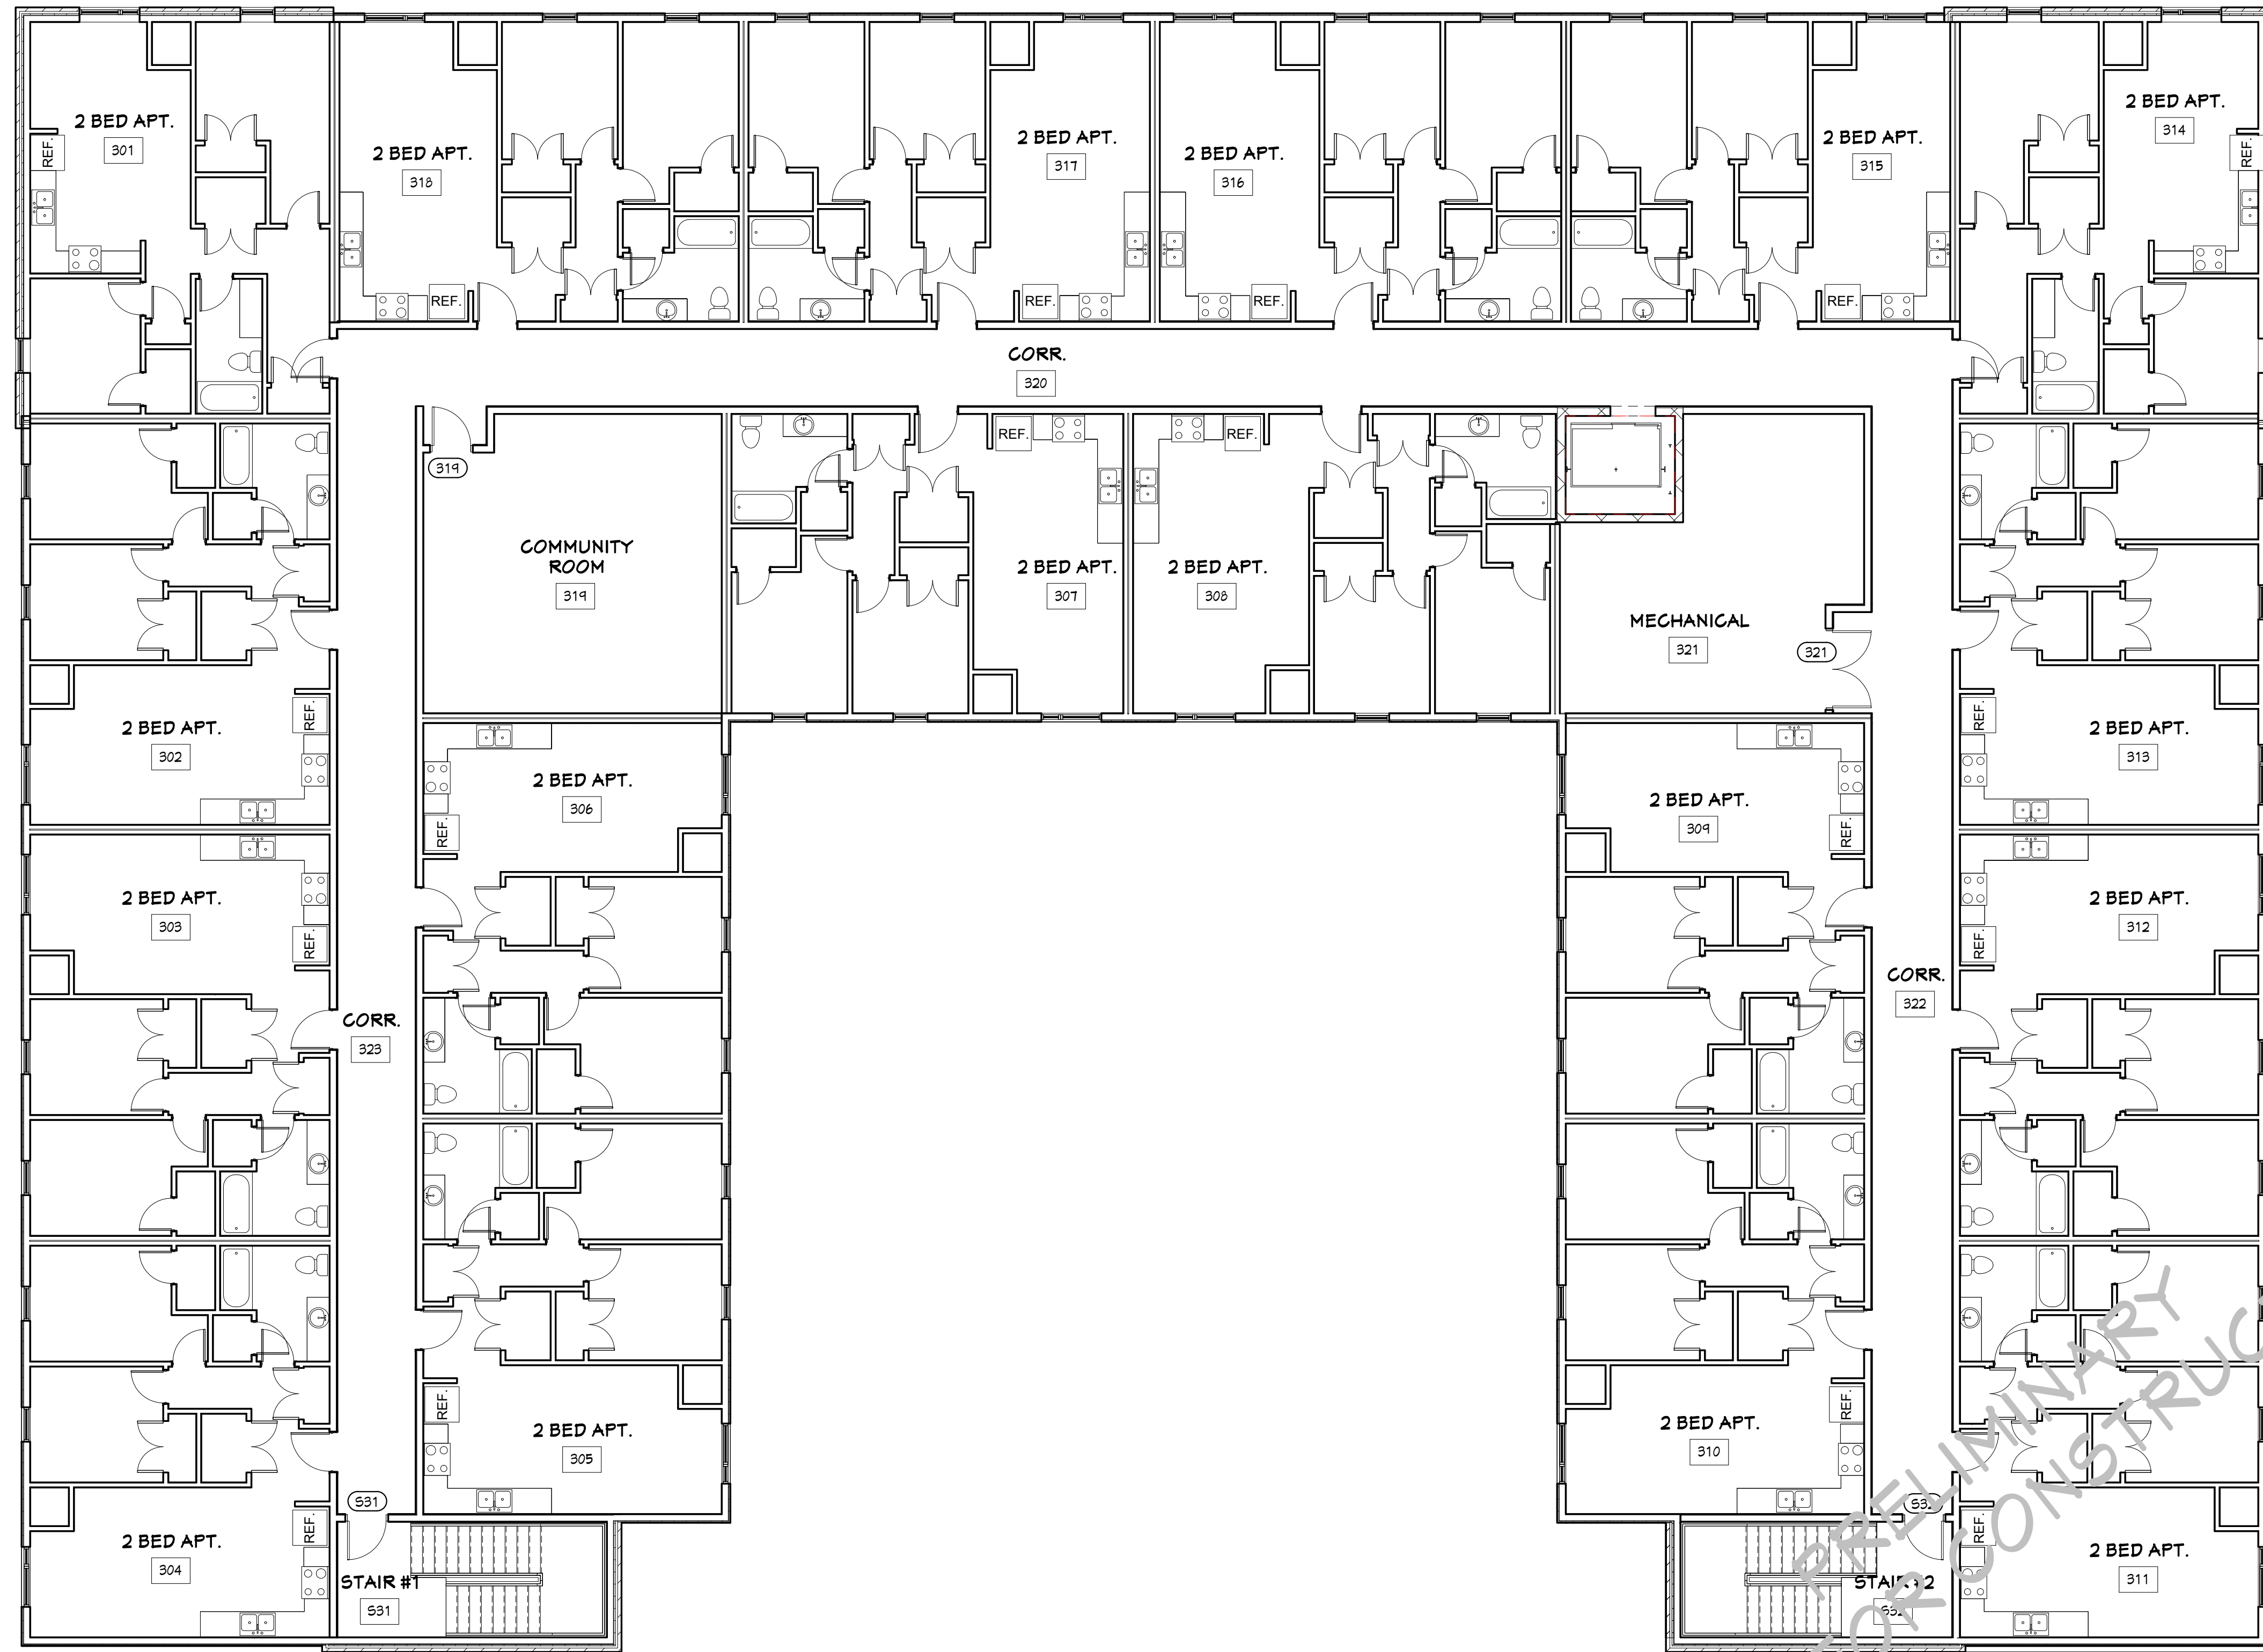 2 BED APT.
301
REF.
2 BED APT.
318
REF.
2 BED APT.
317
REF.
2 BED APT.
316
REF.
2 BED APT.
315
REF.
2 BED APT.
314
REF.
CORR.
320
319
COMMUNITY
ROOM
319
REF.
2 BED APT.
307
REF.
2 BED APT.
308
MECHANICAL
321
321
2 BED APT.
302
REF.
2 BED APT.
306
REF.
2 BED APT.
309
REF.
2 BED APT.
313
REF.
2 BED APT.
303
REF.
2 BED APT.
312
REF.
CORR.
323
CORR.
322
2 BED APT.
305
REF.
2 BED APT.
310
REF.
2 BED APT.
304
REF.
S31
STAIR #1
S31
S32
STAIR #2
S32
2 BED APT.
311
REF.
PRELIMINARY